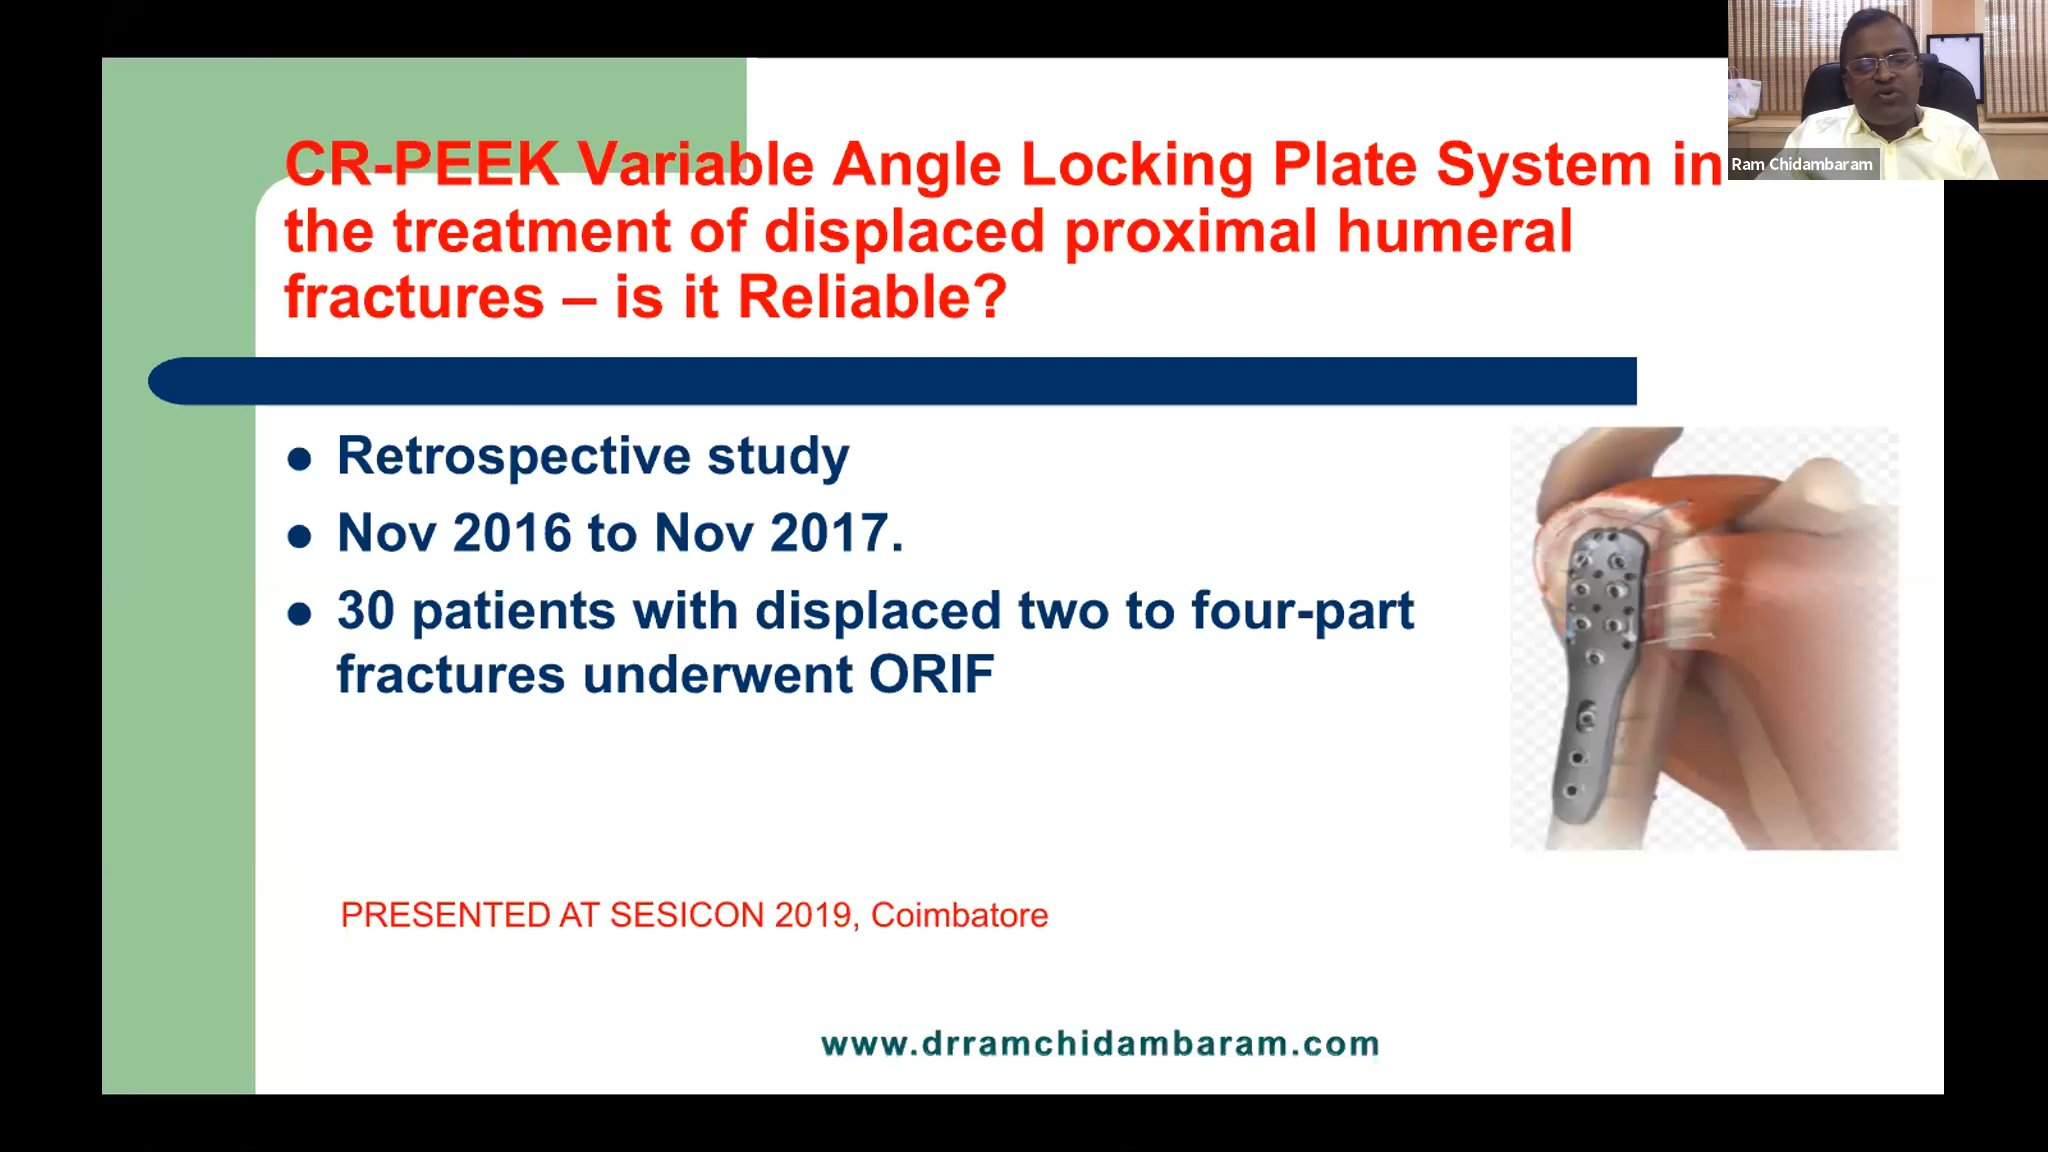 CR-PEEK Variable Angle Locking Plate System in
the treatment of displaced proximal humeral
fractures – is it Reliable?
Ram Chidambaram
● Retrospective study
● Nov 2016 to Nov 2017.
● 30 patients with displaced two to four-part
fractures underwent ORIF
PRESENTED AT SESICON 2019, Coimbatore
www.drramchidambaram.com